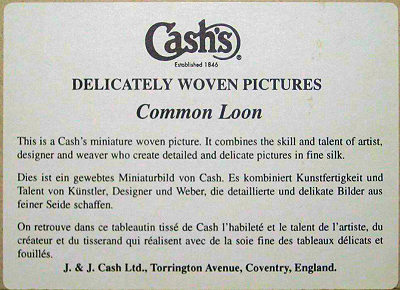 Cash's®
Established 1846
DELICATELY WOVEN PICTURES
Common Loon
This is a Cash's miniature woven picture. It combines the skill and talent of artist,
designer and weaver who create detailed and delicate pictures in fine silk.
Dies ist ein gewebtes Miniaturbild von Cash. Es kombiniert Kunstfertigkeit und
Talent von Künstler, Designer und Weber, die detaillierte und delikate Bilder aus
feiner Seide schaffen.
On retrouve dans ce tableautin tissé de Cash l'habileté et le talent de l'artiste, du
créateur et du tisserand qui réalisent avec de la soie fine des tableaux délicats et
fouillés.
J. & J. Cash Ltd., Torrington Avenue, Coventry, England.